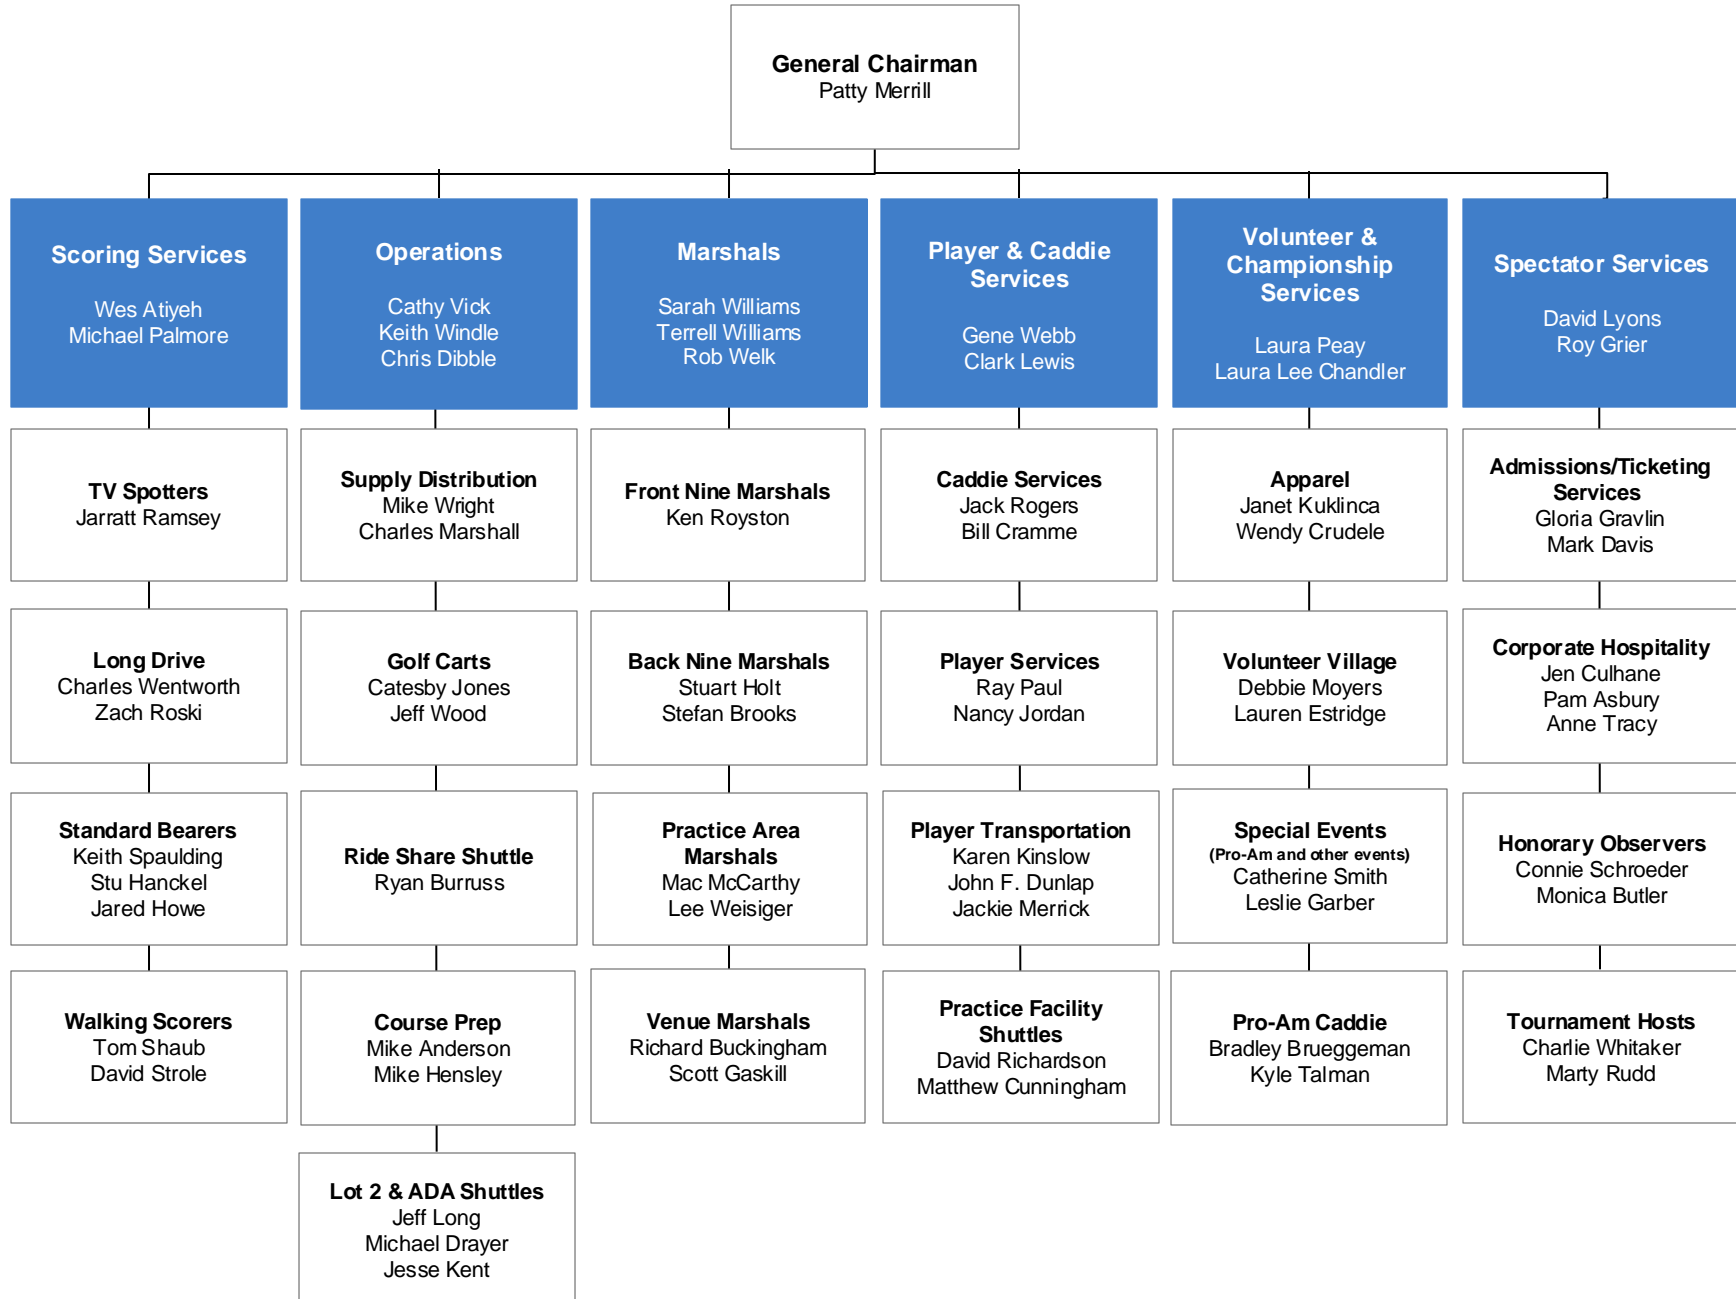 General Chairman
Patty Merrill
Scoring Services
Wes Atiyeh
Michael Palmore
Operations
Cathy Vick
Keith Windle
Chris Dibble
Marshals
Sarah Williams
Terrell Williams
Rob Welk
Player & Caddie
Services
Gene Webb
Clark Lewis
Volunteer &
Championship
Services
Laura Peay
Laura Lee Chandler
Spectator Services
David Lyons
Roy Grier
TV Spotters
Jarratt Ramsey
Supply Distribution
Mike Wright
Charles Marshall
Front Nine Marshals
Ken Royston
Caddie Services
Jack Rogers
Bill Cramme
Apparel
Janet Kuklinca
Wendy Crudele
Admissions/Ticketing
Services
Gloria Gravlin
Mark Davis
Long Drive
Charles Wentworth
Zach Roski
Golf Carts
Catesby Jones
Jeff Wood
Back Nine Marshals
Stuart Holt
Stefan Brooks
Player Services
Ray Paul
Nancy Jordan
Volunteer Village
Debbie Moyers
Lauren Estridge
Corporate Hospitality
Jen Culhane
Pam Asbury
Anne Tracy
Standard Bearers
Keith Spaulding
Stu Hanckel
Jared Howe
Ride Share Shuttle
Ryan Burruss
Practice Area
Marshals
Mac McCarthy
Lee Weisiger
Player Transportation
Karen Kinslow
John F. Dunlap
Jackie Merrick
Special Events
(Pro-Am and other events)
Catherine Smith
Leslie Garber
Honorary Observers
Connie Schroeder
Monica Butler
Walking Scorers
Tom Shaub
David Strole
Course Prep
Mike Anderson
Mike Hensley
Venue Marshals
Richard Buckingham
Scott Gaskill
Practice Facility
Shuttles
David Richardson
Matthew Cunningham
Pro-Am Caddie
Bradley Brueggeman
Kyle Talman
Tournament Hosts
Charlie Whitaker
Marty Rudd
Lot 2 & ADA Shuttles
Jeff Long
Michael Drayer
Jesse Kent